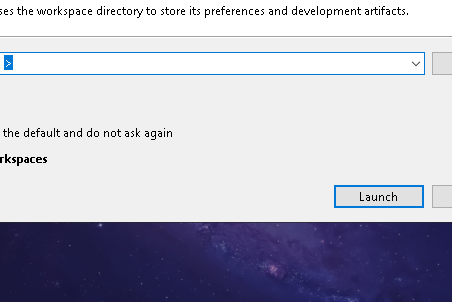 ses the workspace directory to store its preferences and development artifacts.
>
the default and do not ask again
rkspaces
Launch